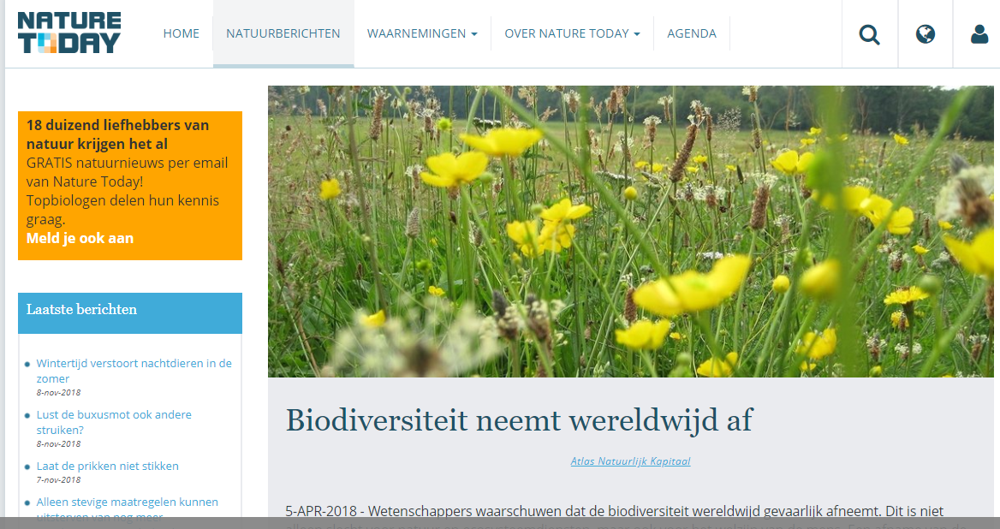 NATURE
TODAY
HOME
NATUURBERICHTEN
WAARNEMINGEN
OVER NATURE TODAY
AGENDA
18 duizend liefhebbers van
natuur krijgen het al
GRATIS natuurnieuws per email
van Nature Today!
Topbiologen delen hun kennis
graag.
Meld je ook aan
Laatste berichten
Wintertijd verstoort nachtdieren in de
zomer
8-nov-2018
Lust de buxusmot ook andere
struiken?
8-nov-2018
Laat de prikken niet stikken
7-nov-2018
Alleen stevige maatregelen kunnen
uitsterven van nog meer
Biodiversiteit neemt wereldwijd af
Atlas Natuurlijk Kapitaal
5-APR-2018 - Wetenschappers waarschuwen dat de biodiversiteit wereldwijd gevaarlijk afneemt. Dit is niet